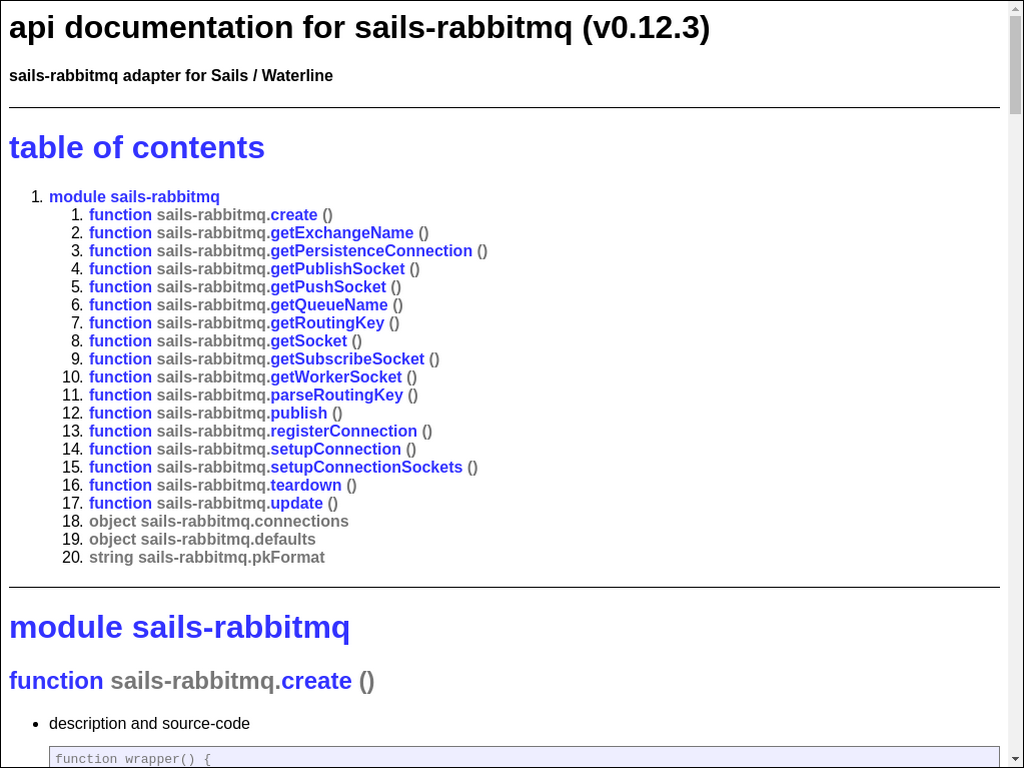 api documentation for sails-rabbitmq (v0.12.3)
sails-rabbitmq adapter for Sails / Waterline
table of contents
1. module sails-rabbitmq
1. function sails-rabbitmq.create ()
2. function sails-rabbitmq.getExchangeName ()
3. function sails-rabbitmq.getPersistenceConnection ()
4. function sails-rabbitmq.getPublishSocket ()
5. function sails-rabbitmq.getPushSocket ()
6. function sails-rabbitmq.getQueueName ()
7. function sails-rabbitmq.getRoutingKey ()
8. function sails-rabbitmq.getSocket ()
9. function sails-rabbitmq.getSubscribeSocket ()
10. function sails-rabbitmq.getWorkerSocket ()
11. function sails-rabbitmq.parseRoutingKey ()
12. function sails-rabbitmq.publish ()
13. function sails-rabbitmq.registerConnection ()
14. function sails-rabbitmq.setupConnection ()
15. function sails-rabbitmq.setupConnectionSockets ()
16. function sails-rabbitmq.teardown ()
17. function sails-rabbitmq.update ()
18. object sails-rabbitmq.connections
19. object sails-rabbitmq.defaults
20. string sails-rabbitmq.pkFormat
module sails-rabbitmq
function sails-rabbitmq.create ()
• description and source-code
function wrapper() {